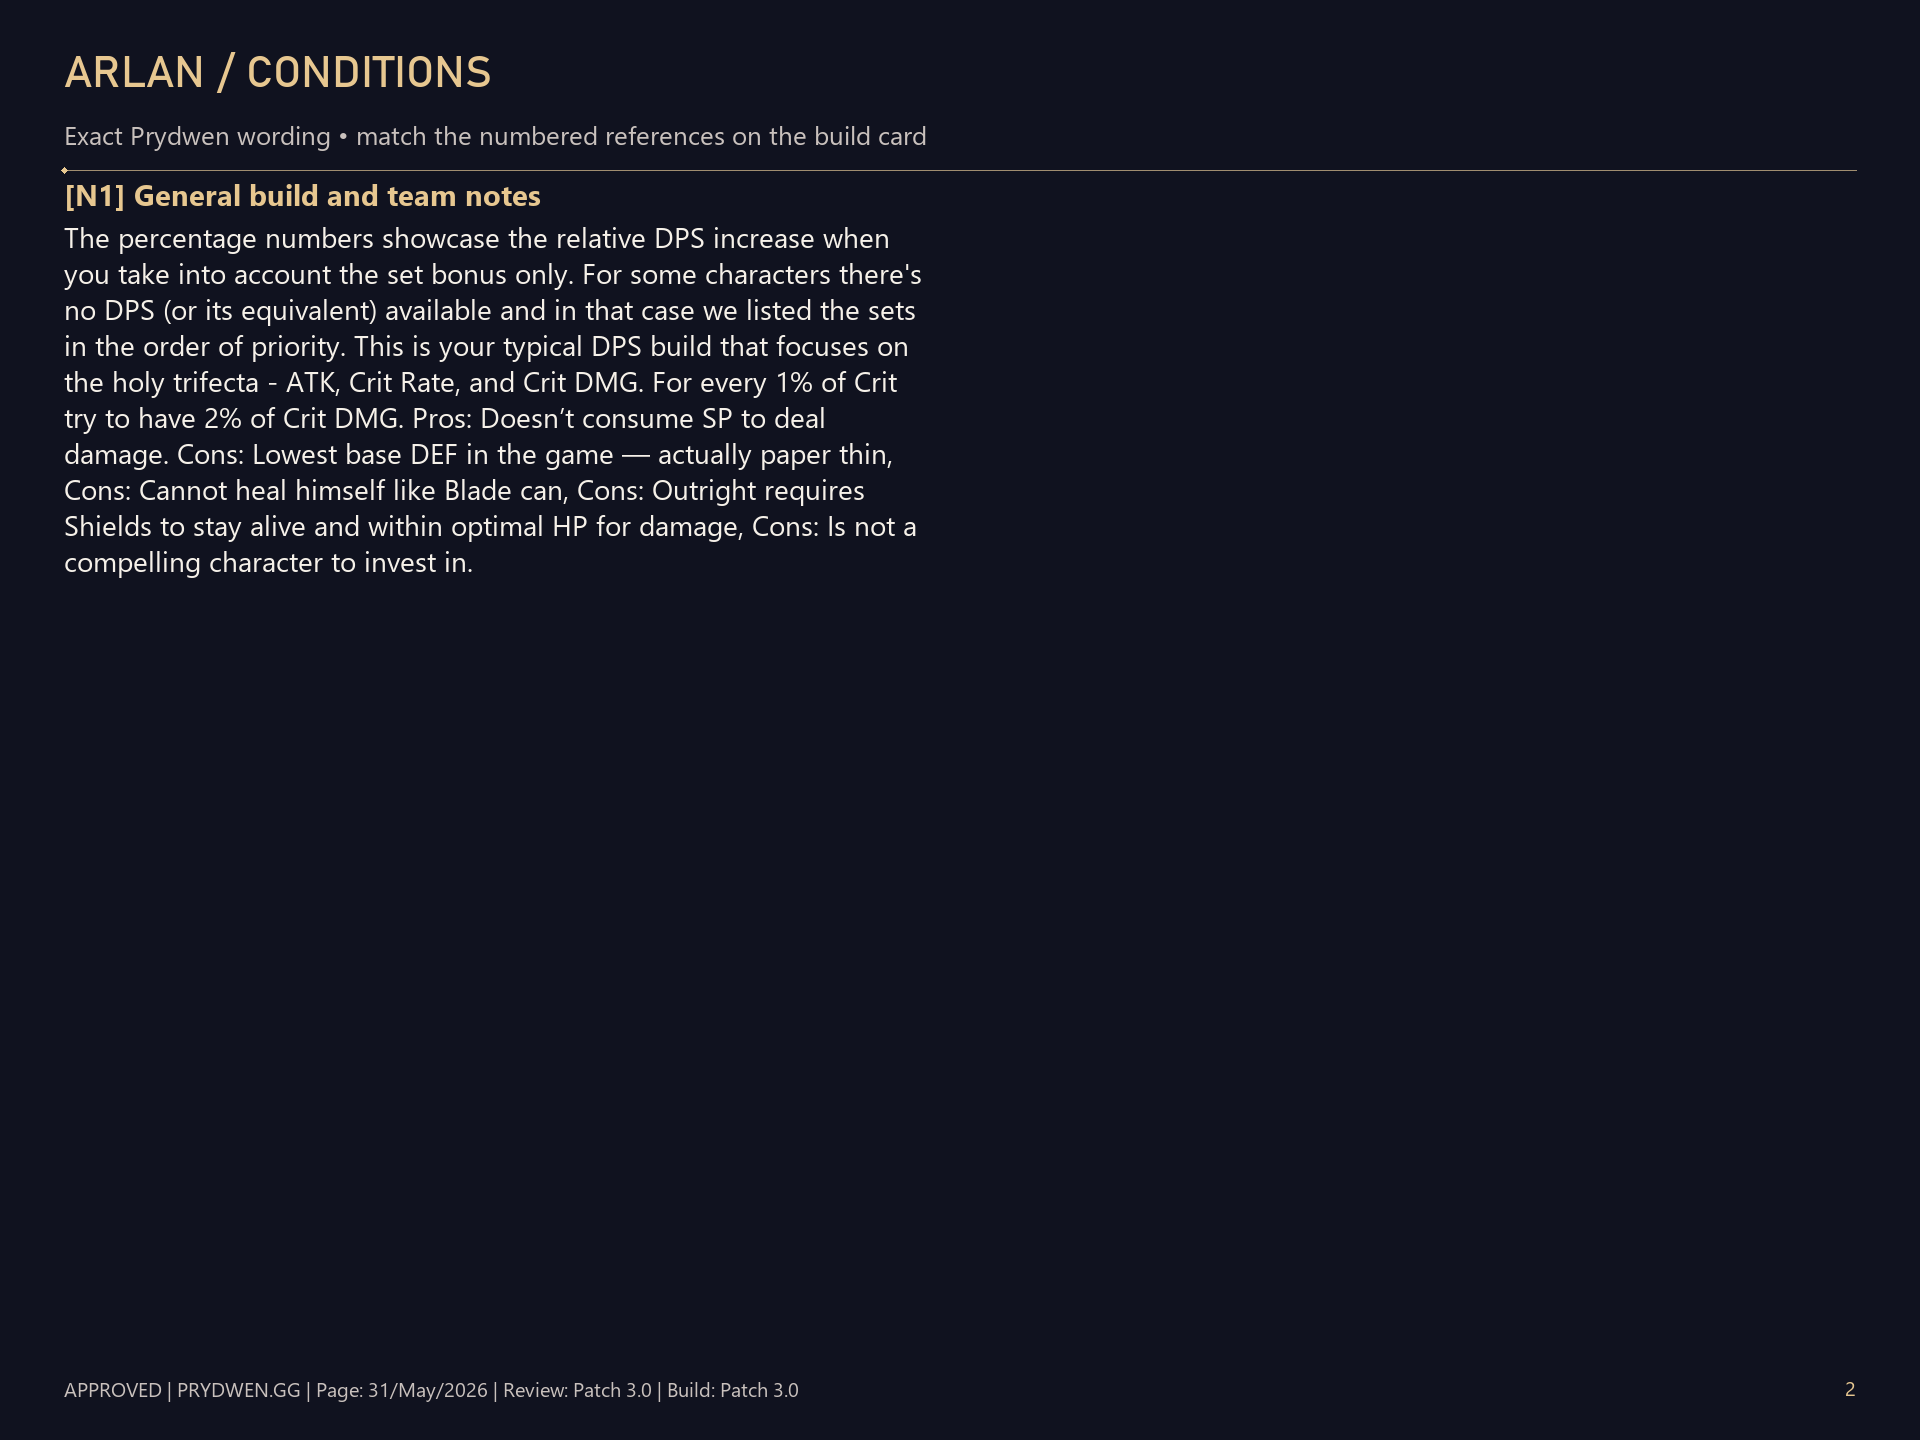 ARLAN / CONDITIONS
Exact Prydwen wording • match the numbered references on the build card
[N1] General build and team notes
The percentage numbers showcase the relative DPS increase when
you take into account the set bonus only. For some characters there's
no DPS (or its equivalent) available and in that case we listed the sets
in the order of priority. This is your typical DPS build that focuses on
the holy trifecta - ATK, Crit Rate, and Crit DMG. For every 1% of Crit
try to have 2% of Crit DMG. Pros: Doesn’t consume SP to deal
damage. Cons: Lowest base DEF in the game — actually paper thin,
Cons: Cannot heal himself like Blade can, Cons: Outright requires
Shields to stay alive and within optimal HP for damage, Cons: Is not a
compelling character to invest in.
APPROVED | PRYDWEN.GG | Page: 31/May/2026 | Review: Patch 3.0 | Build: Patch 3.0
2